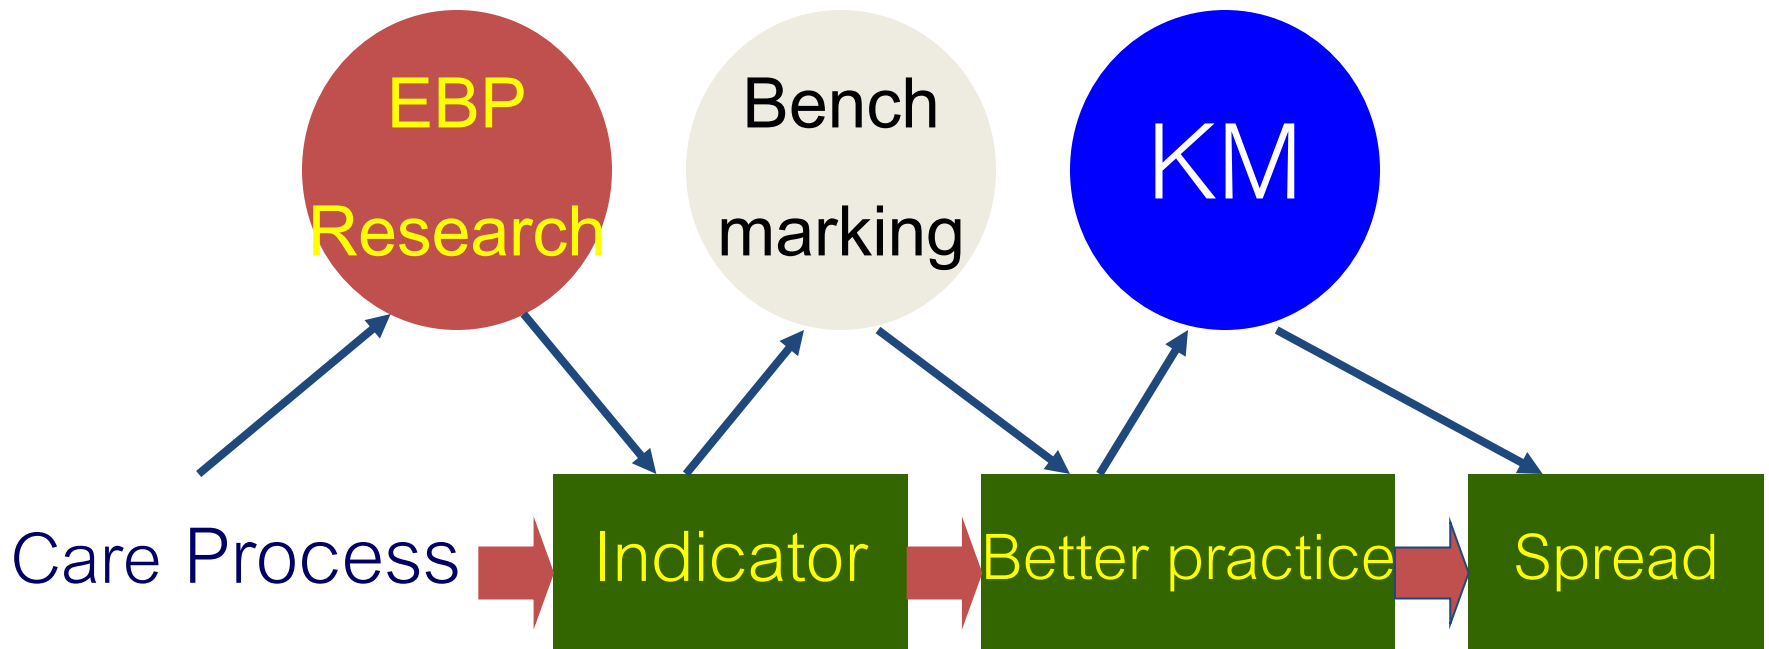 EBP
Research
Bench
marking
KM
Care Process
Indicator
Better practice
Spread